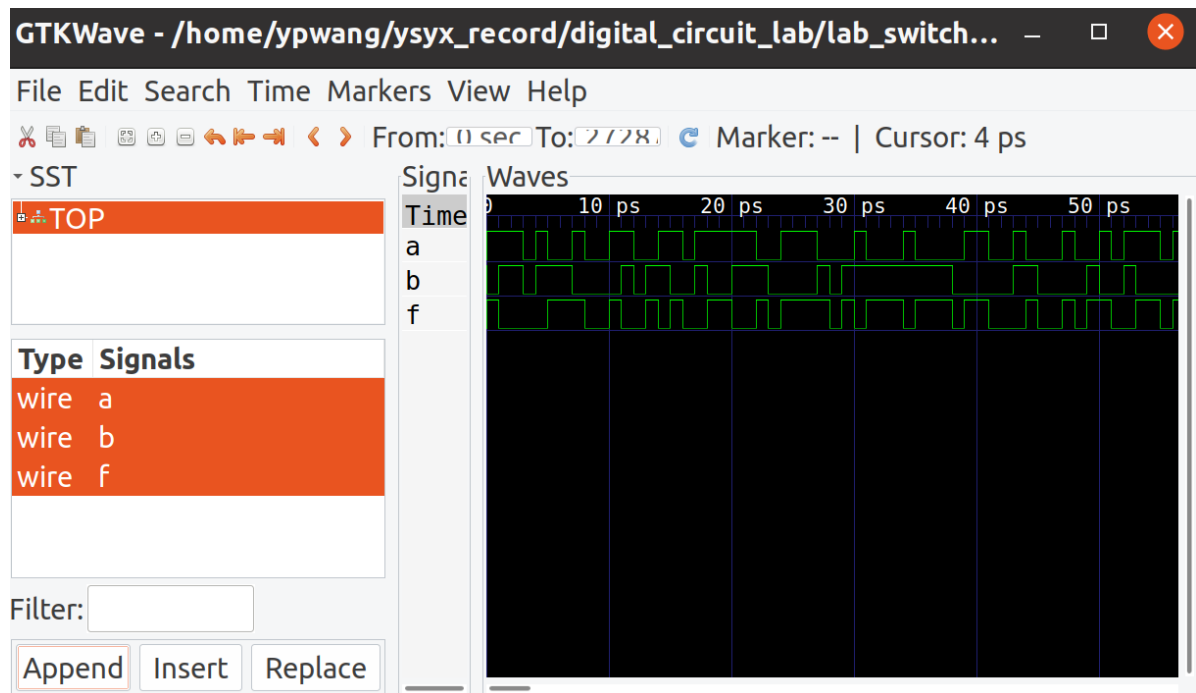 GTKWave - /home/ypwang/ysyx_record/digital_circuit_lab/lab_switch...
File Edit Search Time Markers View Help
From: 0 sec To: 2728. Marker: -- | Cursor: 4 ps
SST
TOP
Type Signals
wire a
wire b
wire f
Filter:
Append Insert Replace
Signa
Time
a
b
f
Waves
0 10 ps 20 ps 30 ps 40 ps 50 ps